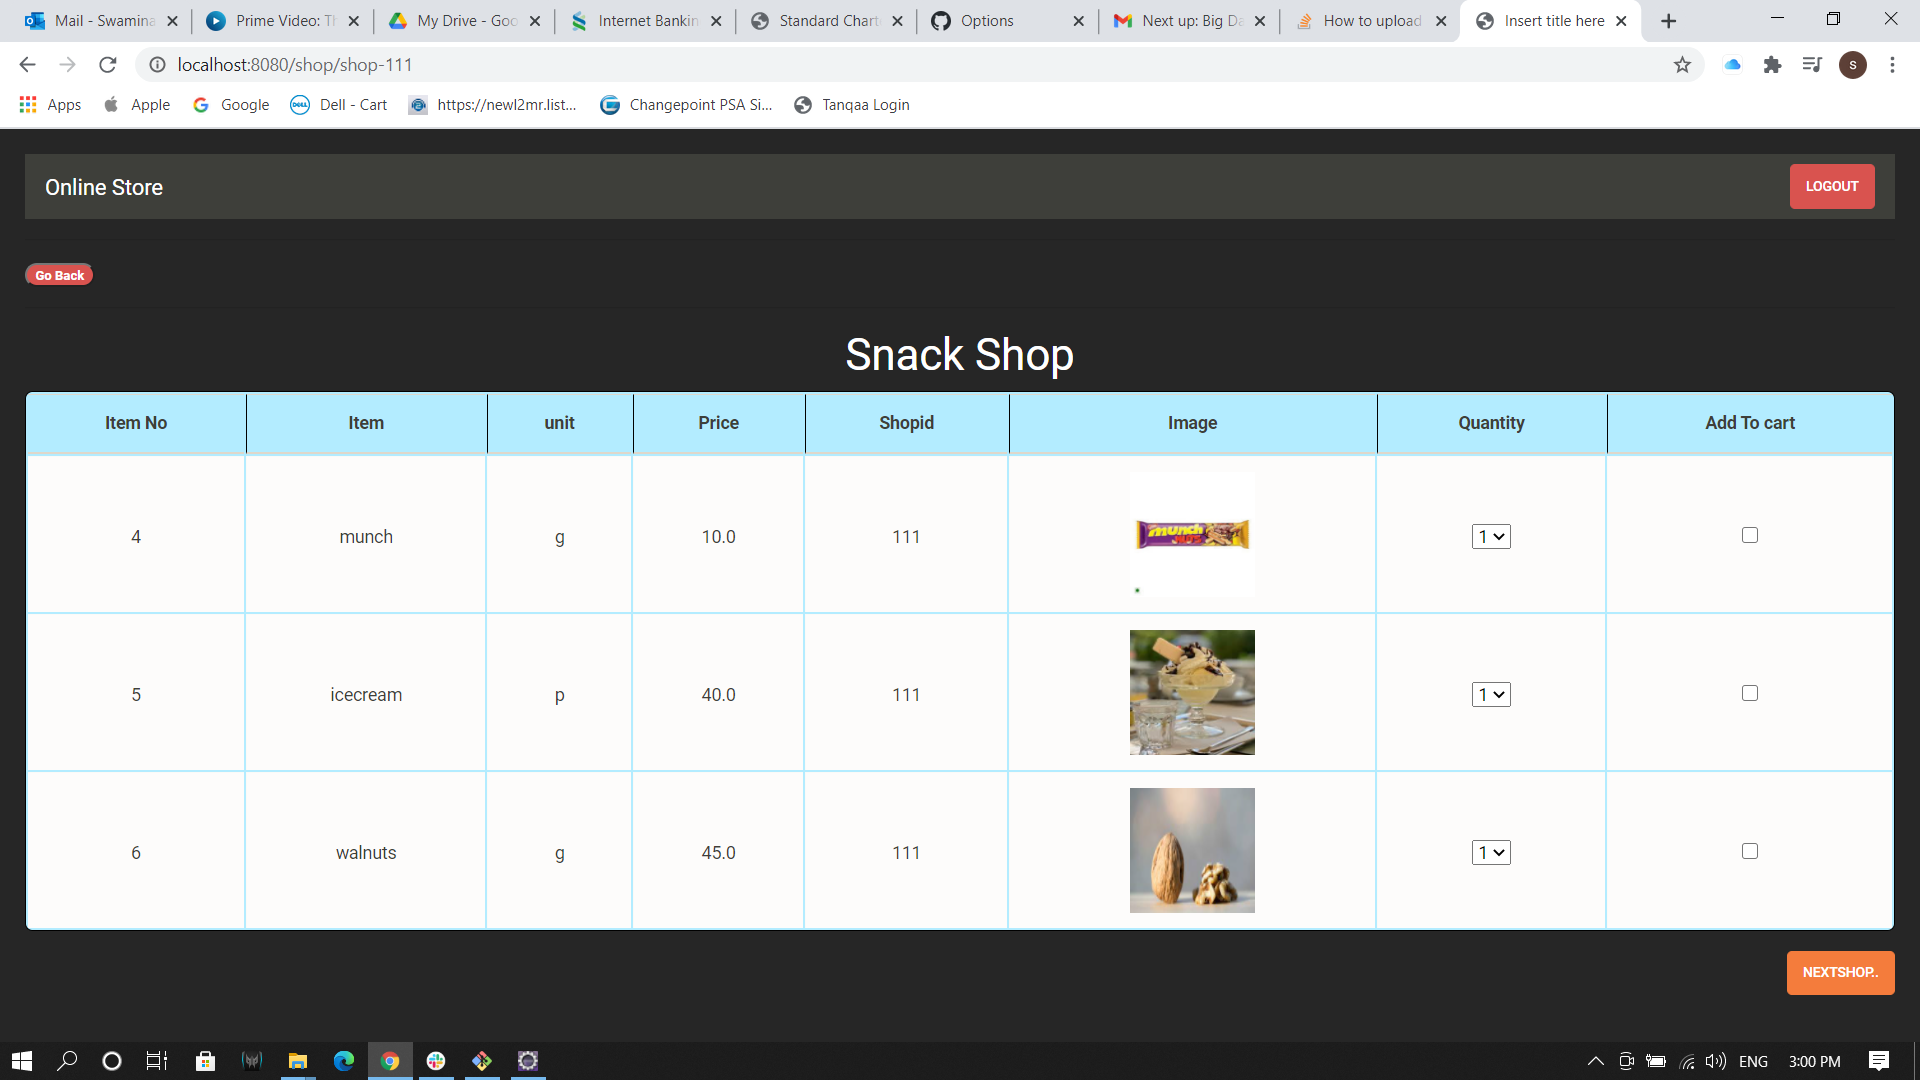 Mail - Swamina
Prime Video: Th
My Drive - Goo
Internet Bankin
Standard Chart
Options
Next up: Big Da
How to upload
Insert title here
localhost:8080/shop/shop-111
S
Apps
Apple
Google
Dell - Cart
https://newl2mr.list...
Changepoint PSA Si...
Tanqaa Login
Online Store
LOGOUT
Go Back
Snack Shop
Item No Item unit Price Shopid Image Quantity Add To cart
4 munch g 10.0 111 munch 1
5 icecream p 40.0 111 1
6 walnuts g 45.0 111 1
NEXTSHOP..
ENG 3:00 PM